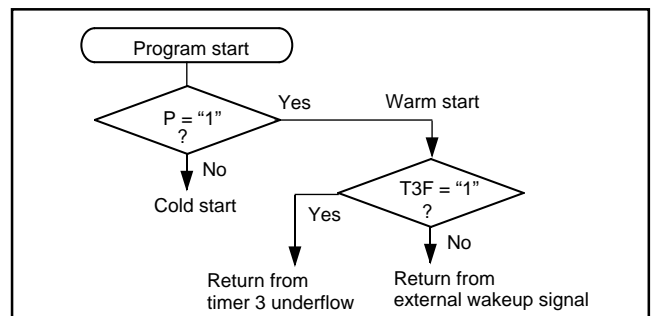 Program start
P = “1”
?
Yes
Warm start
No
Cold start
T3F = “1”
?
Yes
No
Return from
timer 3 underflow
Return from
external wakeup signal